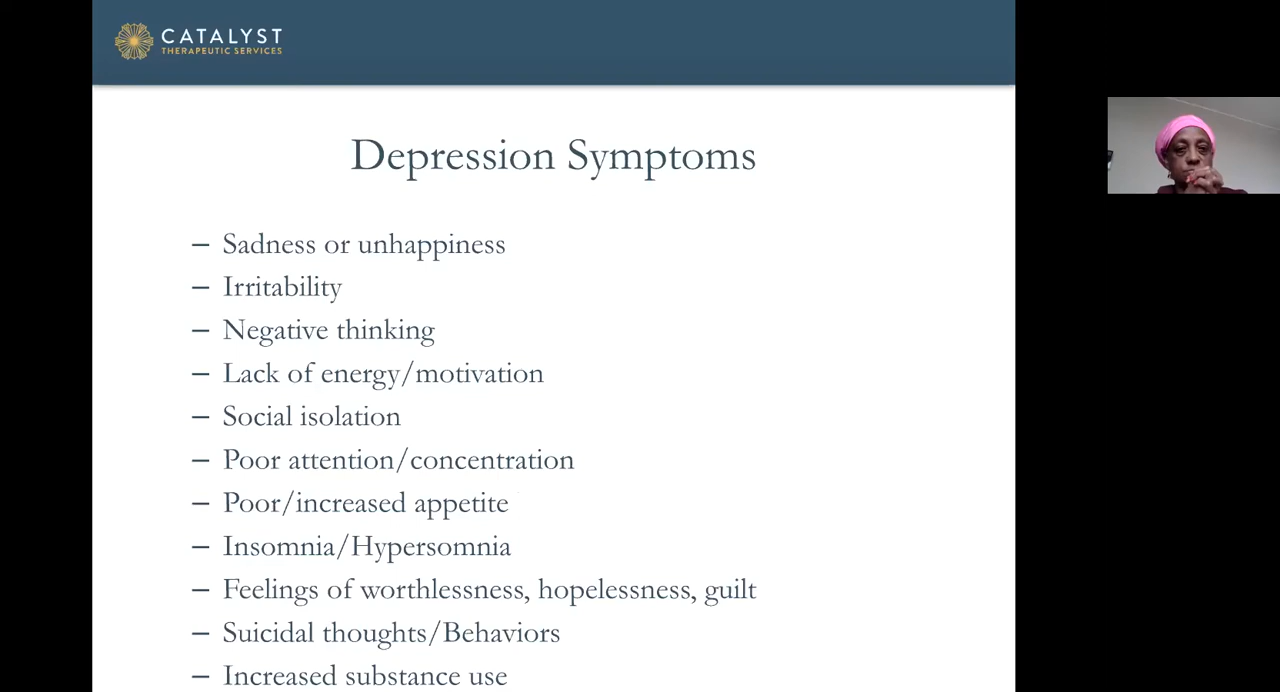 CATALYST
THERAPEUTIC SERVICES
Depression Symptoms
– Sadness or unhappiness
– Irritability
– Negative thinking
– Lack of energy/motivation
– Social isolation
– Poor attention/concentration
– Poor/increased appetite
– Insomnia/Hypersomnia
– Feelings of worthlessness, hopelessness, guilt
– Suicidal thoughts/Behaviors
– Increased substance use